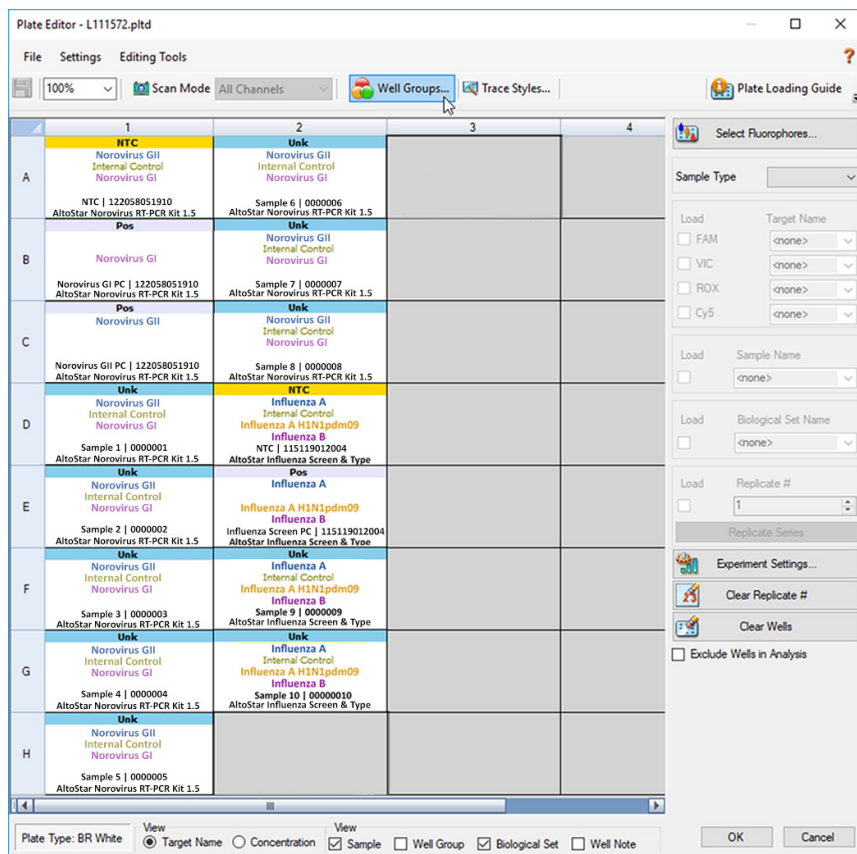 Plate Editor - L111572.pltd
File Settings Editing Tools ?
100% Scan Mode All Channels Well Groups... Trace Styles... Plate Loading Guide
1 2 3 4
A
NTC
Norovirus GII
Internal Control
Norovirus GI
NTC | 122058051910
AltoStar Norovirus RT-PCR Kit 1.5
Unk
Norovirus GII
Internal Control
Norovirus GI
Sample 6 | 0000006
AltoStar Norovirus RT-PCR Kit 1.5
B
Pos
Norovirus GI
Norovirus GI PC | 122058051910
AltoStar Norovirus RT-PCR Kit 1.5
Unk
Norovirus GII
Internal Control
Norovirus GI
Sample 7 | 0000007
AltoStar Norovirus RT-PCR Kit 1.5
C
Pos
Norovirus GII
Norovirus GII PC | 122058051910
AltoStar Norovirus RT-PCR Kit 1.5
Unk
Norovirus GII
Internal Control
Norovirus GI
Sample 8 | 0000008
AltoStar Norovirus RT-PCR Kit 1.5
D
Unk
Norovirus GII
Internal Control
Norovirus GI
Sample 1 | 0000001
AltoStar Norovirus RT-PCR Kit 1.5
NTC
Influenza A
Internal Control
Influenza A H1N1pdm09
Influenza B
NTC | 115119012004
AltoStar Influenza Screen & Type
E
Unk
Norovirus GII
Internal Control
Norovirus GI
Sample 2 | 0000002
AltoStar Norovirus RT-PCR Kit 1.5
Pos
Influenza A
Influenza A H1N1pdm09
Influenza B
Influenza Screen PC | 115119012004
AltoStar Influenza Screen & Type
F
Unk
Norovirus GII
Internal Control
Norovirus GI
Sample 3 | 0000003
AltoStar Norovirus RT-PCR Kit 1.5
Unk
Influenza A
Internal Control
Influenza A H1N1pdm09
Influenza B
Sample 9 | 0000009
AltoStar Influenza Screen & Type
G
Unk
Norovirus GII
Internal Control
Norovirus GI
Sample 4 | 0000004
AltoStar Norovirus RT-PCR Kit 1.5
Unk
Influenza A
Internal Control
Influenza A H1N1pdm09
Influenza B
Sample 10 | 00000010
AltoStar Influenza Screen & Type
H
Unk
Norovirus GII
Internal Control
Norovirus GI
Sample 5 | 0000005
AltoStar Norovirus RT-PCR Kit 1.5
Select Fluorophores...
Sample Type
Load Target Name
FAM <none>
VIC <none>
ROX <none>
Cy5 <none>
Load Sample Name
<none>
Load Biological Set Name
<none>
Load Replicate #
1
Replicate Series
Experiment Settings...
Clear Replicate #
Clear Wells
Exclude Wells in Analysis
Plate Type: BR White
View
Target Name Concentration
View
Sample Well Group Biological Set Well Note
OK Cancel